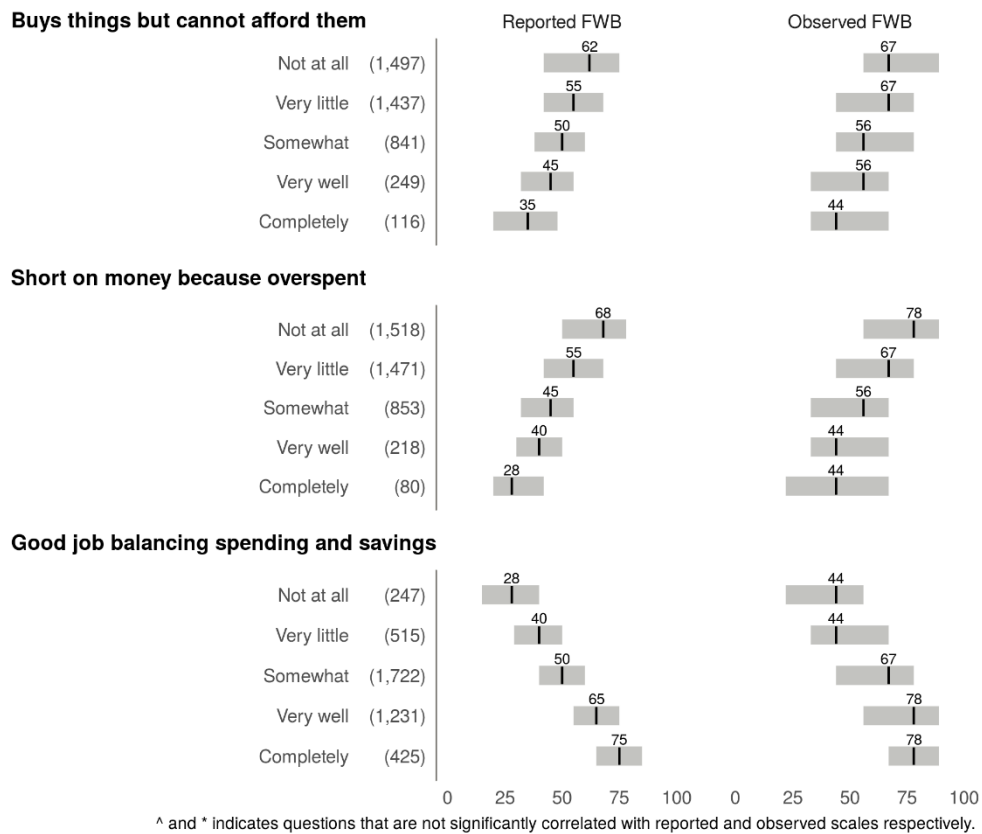 Buys things but cannot afford them Reported FWB Observed FWB
62 67
Not at all (1,497)
55 67
Very little (1,437)
50 56
Somewhat (841)
45 56
Very well (249)
35 44
Completely (116)
Short on money because overspent
68 78
Not at all (1,518)
55 67
Very little (1,471)
45 56
Somewhat (853)
40 44
Very well (218)
28 44
Completely (80)
Good job balancing spending and savings
28 44
Not at all (247)
40 44
Very little (515)
50 67
Somewhat (1,722)
65 78
Very well (1,231)
75 78
Completely (425)
0 25 50 75 100 0 25 50 75 100
^ and * indicates questions that are not significantly correlated with reported and observed scales respectively.